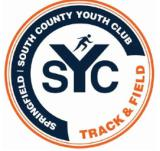 SPRINGFIELD | SOUTH COUNTY YOUTH CLUB
SYC
TRACK & FIELD